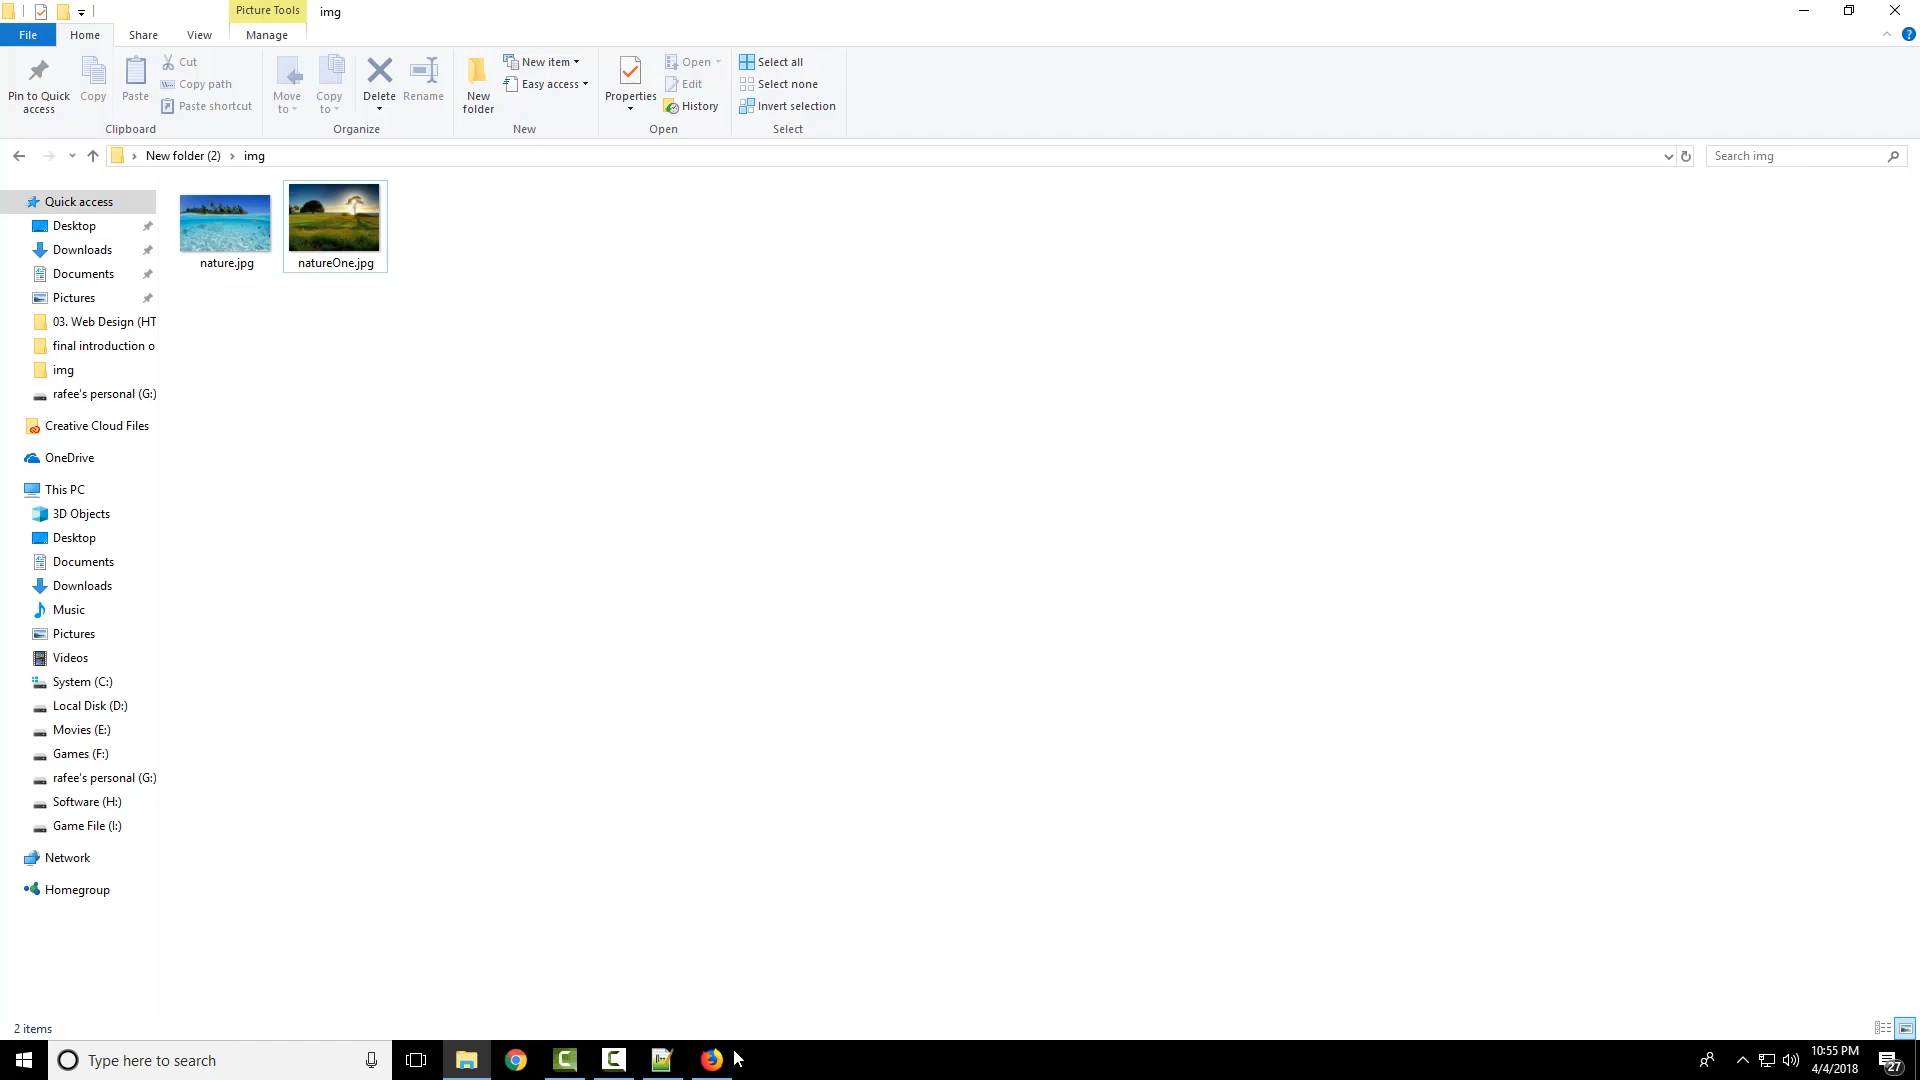 Picture Tools img
File Home Share View Manage
Pin to Quick access
Copy
Paste
Cut
Copy path
Paste shortcut
Clipboard
Move to
Copy to
Delete
Rename
Organize
New folder
New item
Easy access
New
Properties
Open
Edit
History
Open
Select all
Select none
Invert selection
Select
New folder (2) img
Search img
Quick access
Desktop
Downloads
Documents
Pictures
03. Web Design (HT
final introduction o
img
rafee's personal (G:)
Creative Cloud Files
OneDrive
This PC
3D Objects
Desktop
Documents
Downloads
Music
Pictures
Videos
System (C:)
Local Disk (D:)
Movies (E:)
Games (F:)
rafee's personal (G:)
Software (H:)
Game File (I:)
Network
Homegroup
nature.jpg
natureOne.jpg
2 items
Type here to search
10:55 PM
4/4/2018
27